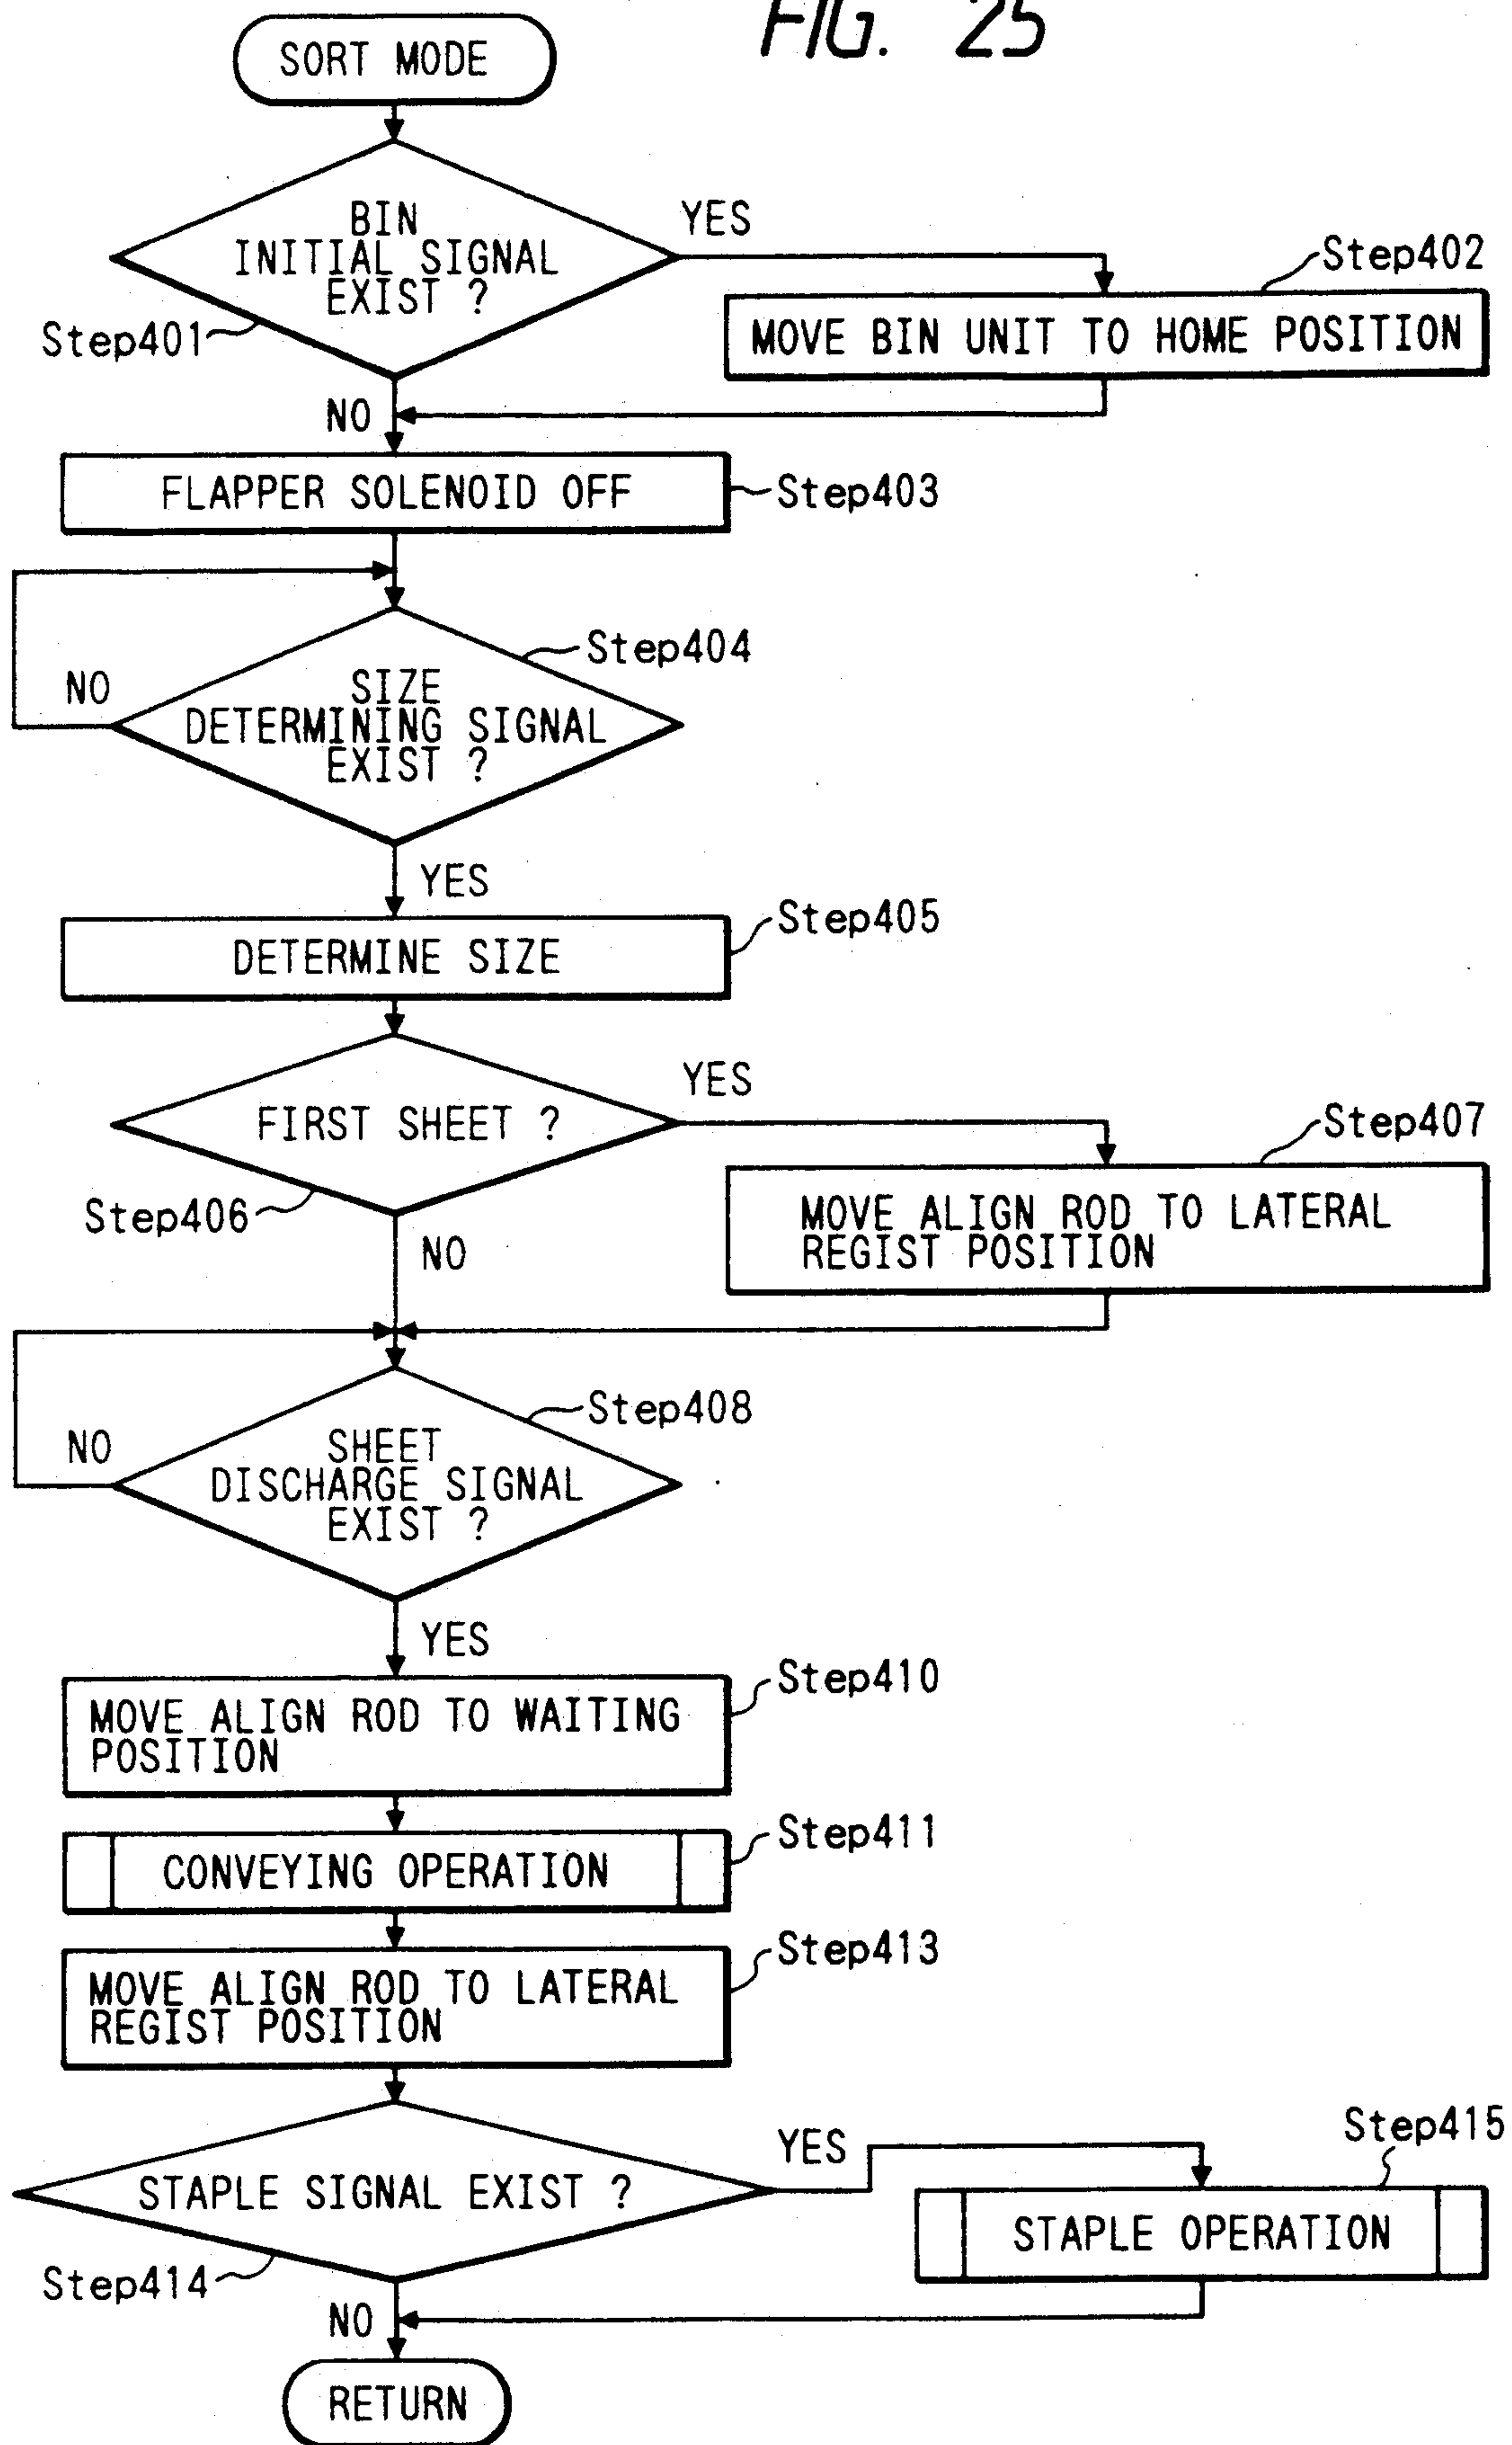 FIG. 25
SORT MODE
BIN
INITIAL SIGNAL
EXIST ?
YES
Step401
Step402
MOVE BIN UNIT TO HOME POSITION
NO
FLAPPER SOLENOID OFF
Step403
Step404
NO
SIZE
DETERMINING SIGNAL
EXIST ?
YES
Step405
DETERMINE SIZE
YES
FIRST SHEET ?
Step406
Step407
MOVE ALIGN ROD TO LATERAL
REGIST POSITION
NO
Step408
NO
SHEET
DISCHARGE SIGNAL
EXIST ?
YES
Step410
MOVE ALIGN ROD TO WAITING
POSITION
Step411
CONVEYING OPERATION
Step413
MOVE ALIGN ROD TO LATERAL
REGIST POSITION
YES
STAPLE SIGNAL EXIST ?
Step414
Step415
STAPLE OPERATION
NO
RETURN